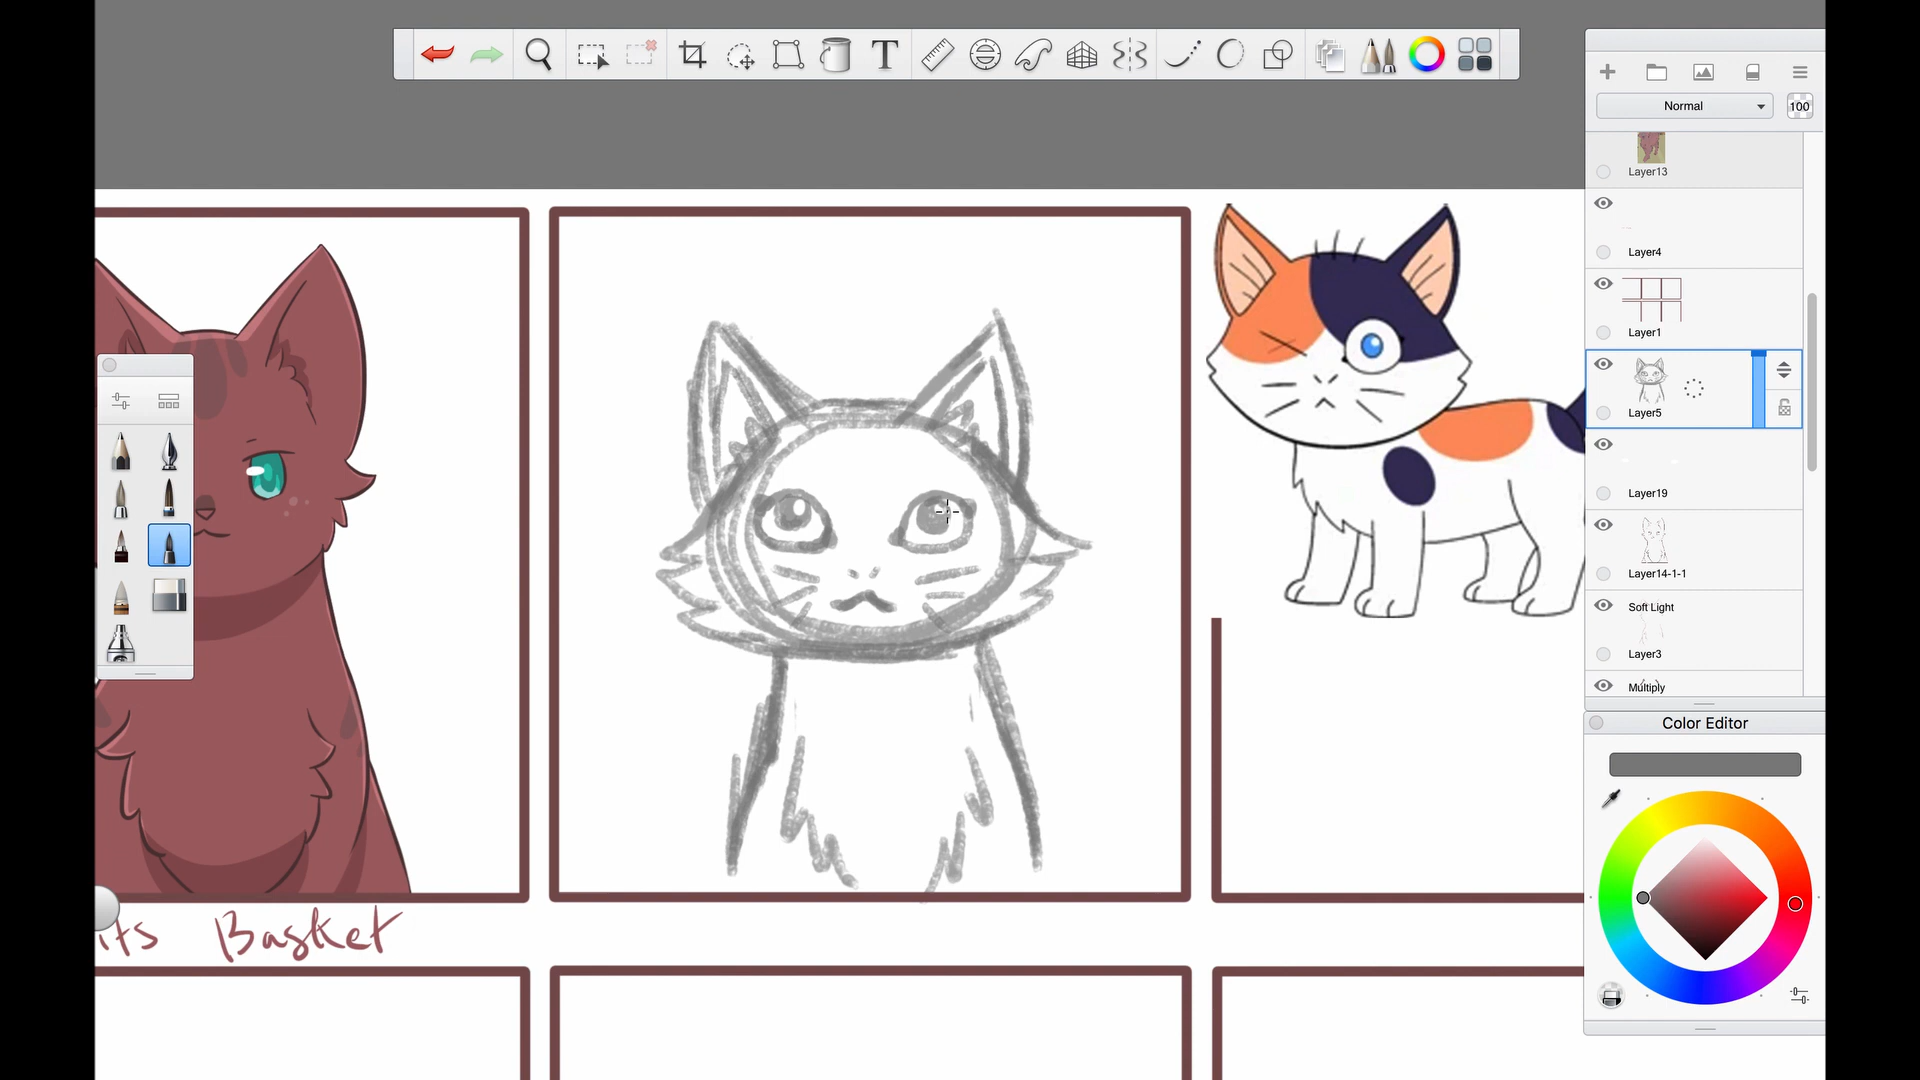 T
Normal
100
Layer13
Layer4
Layer1
Layer5
Layer19
Layer14-1-1
Soft Light
Layer3
Multiply
Color Editor
its Basket